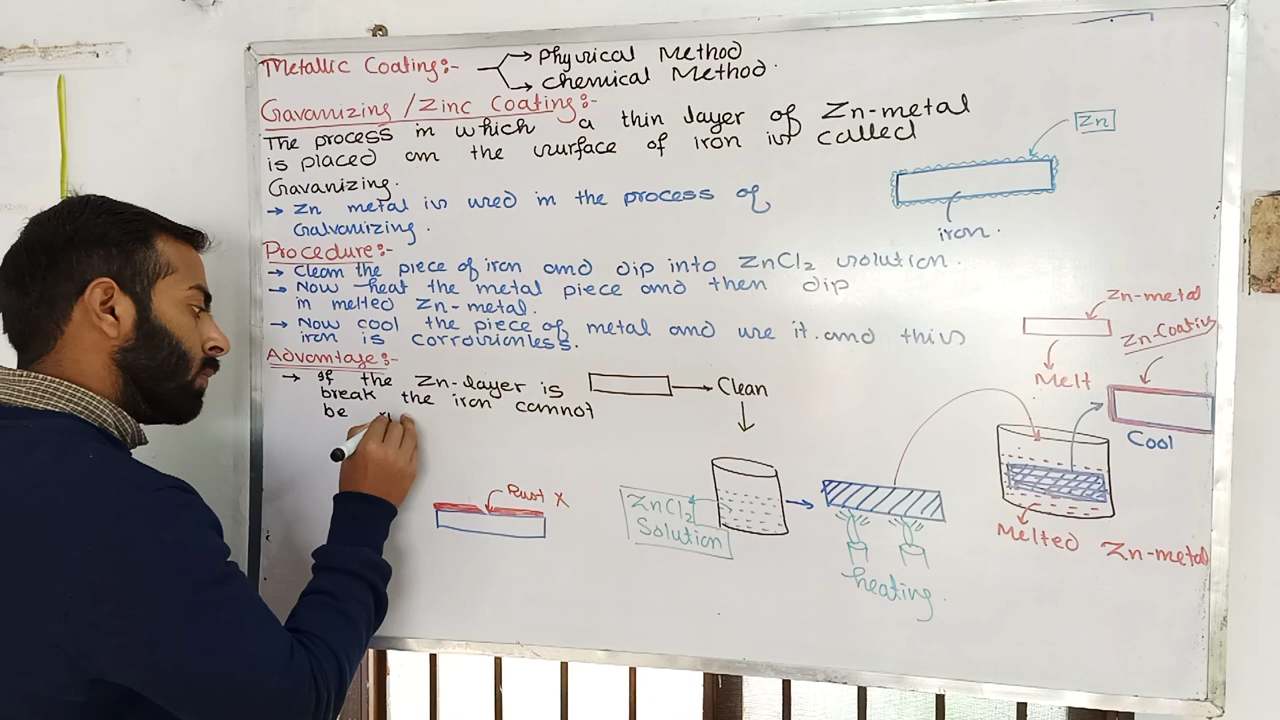 Metallic Coating:- → Physical Method
→ Chemical Method.
Gavanizing / Zinc Coating:-
The process in which a thin layer of Zn-metal
is placed on the surface of iron is called
Gavanizing.
→ Zn metal is used in the process of
Galvanizing.
Procedure:-
→ Clean the piece of iron and dip into ZnCl2 solution.
→ Now heat the metal piece and then dip
in melted Zn-metal.
→ Now cool the piece of metal and use it. and this
iron is corrosionless.
Advantage:-
→ If the Zn-layer is
break the iron cannot
be
Zn
iron.
Zn-metal
Melt
Zn-Coating
Cool
Clean
ZnCl2
Solution
heating
Melted Zn-metal
Rust X